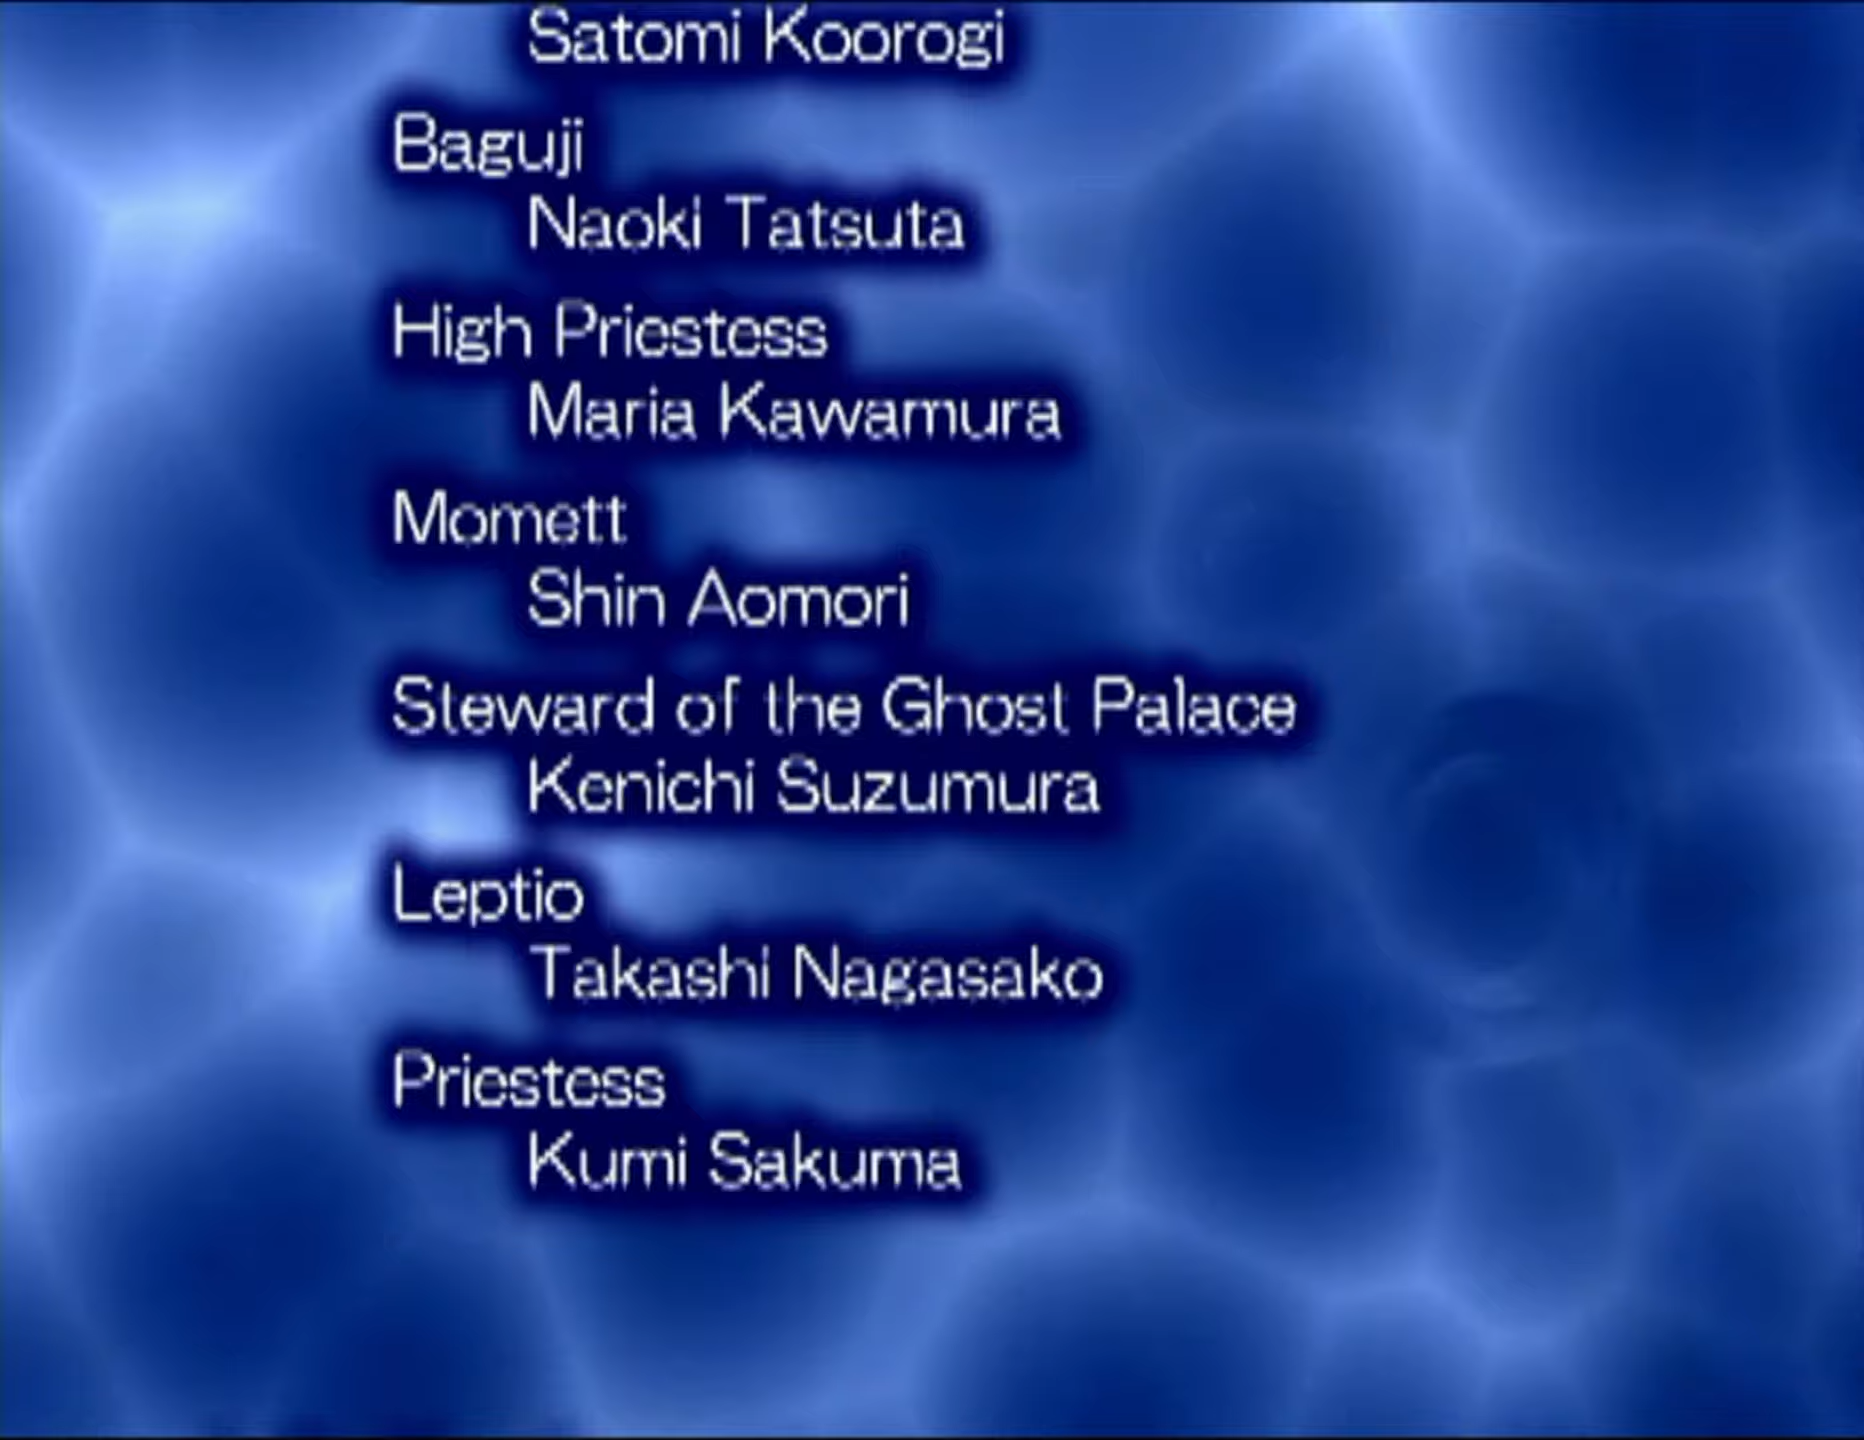 Satomi Koorogi
Baguji
Naoki Tatsuta
High Priestess
Maria Kawamura
Momett
Shin Aomori
Steward of the Ghost Palace
Kenichi Suzumura
Leptio
Takashi Nagasako
Priestess
Kumi Sakuma